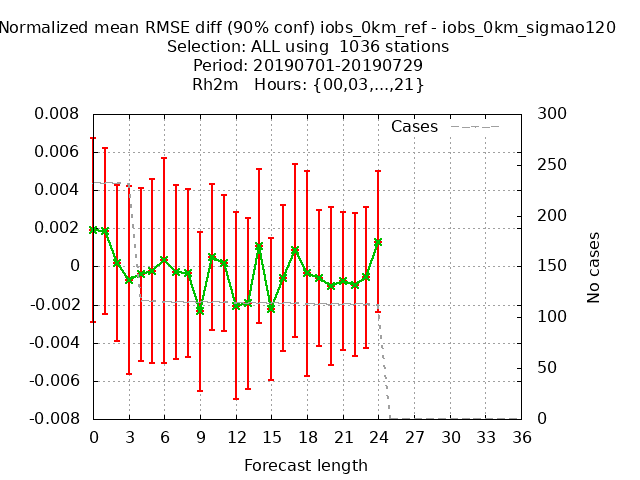 Normalized mean RMSE diff (90% conf) iobs_0km_ref - iobs_0km_sigmao120
Selection: ALL using  1036 stations
Period: 20190701-20190729
Rh2m   Hours: {00,03,...,21}
Cases
0.008
0.006
0.004
0.002
0
-0.002
-0.004
-0.006
-0.008
300
250
200
150
100
50
0
No cases
0 3 6 9 12 15 18 21 24 27 30 33 36
Forecast length